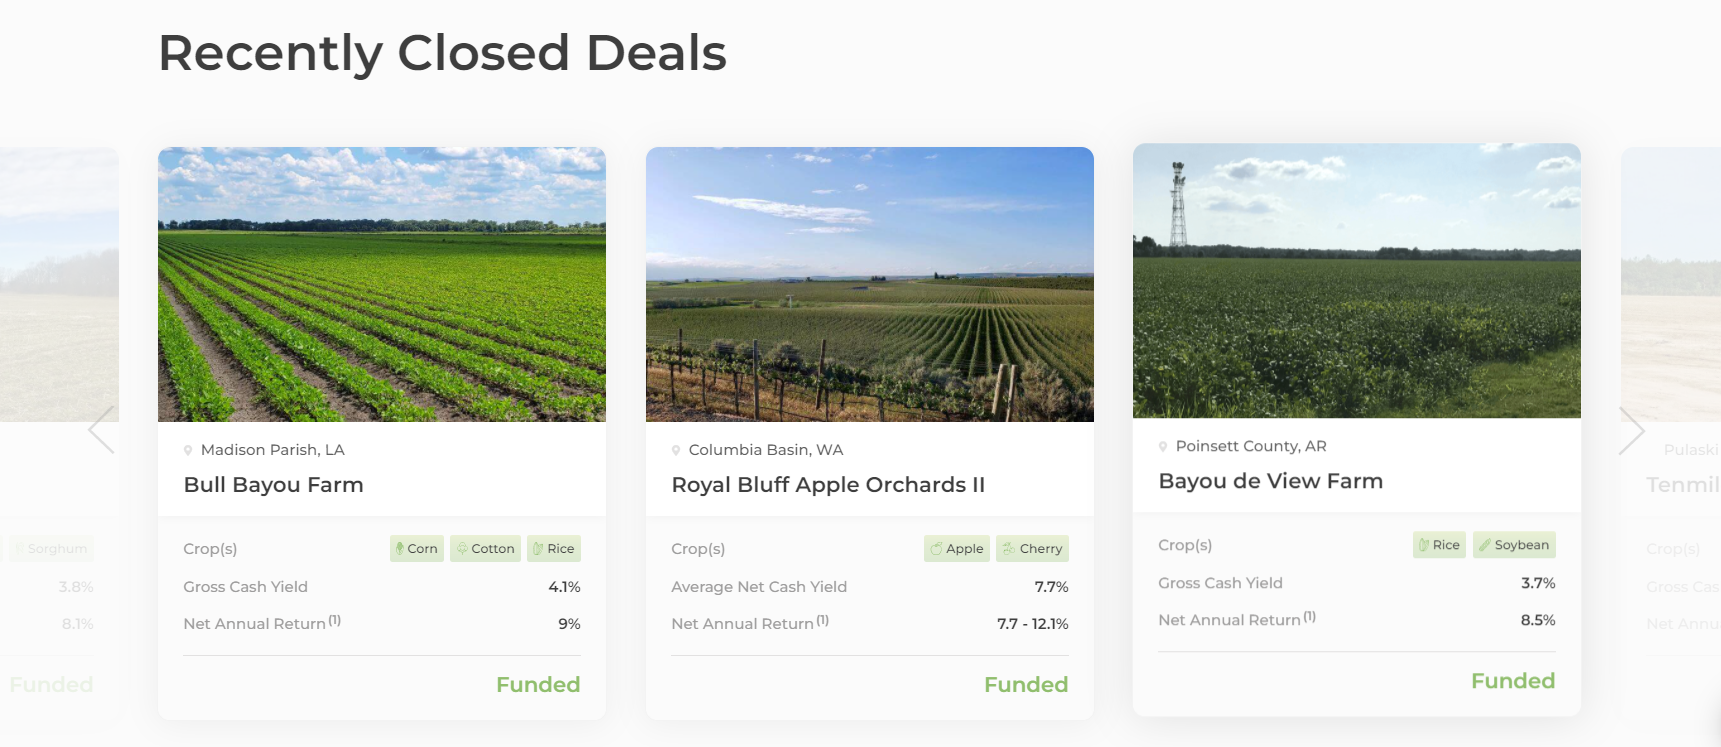 Recently Closed Deals
Sorghum
3.8%
8.1%
Funded
Madison Parish, LA
Bull Bayou Farm
Crop(s) Corn Cotton Rice
Gross Cash Yield 4.1%
Net Annual Return (1) 9%
Funded
Columbia Basin, WA
Royal Bluff Apple Orchards II
Crop(s) Apple Cherry
Average Net Cash Yield 7.7%
Net Annual Return (1) 7.7 - 12.1%
Funded
Poinsett County, AR
Bayou de View Farm
Crop(s) Rice Soybean
Gross Cash Yield 3.7%
Net Annual Return (1) 8.5%
Funded
Pulaski
Tenmil
Crop(s)
Gross Cas
Net Annu